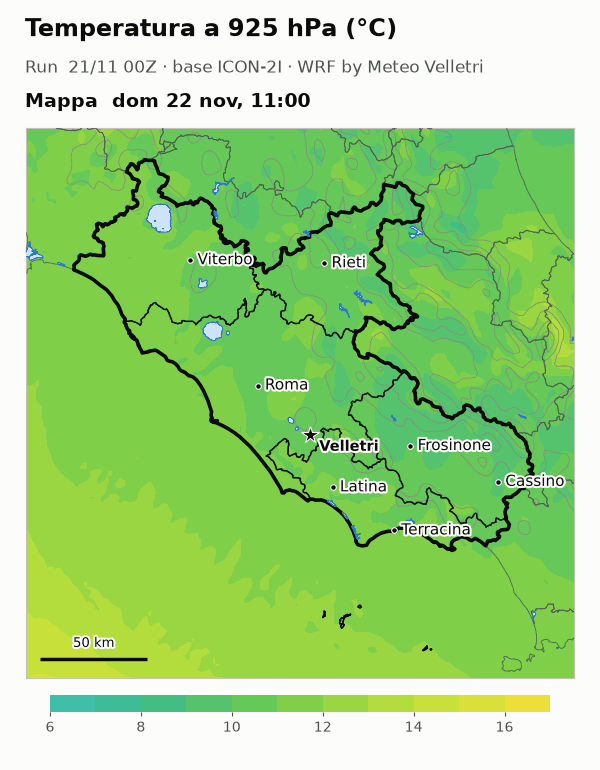 Temperatura a 925 hPa (°C)
Run  21/11 00Z · base ICON-2I · WRF by Meteo Velletri
Mappa  dom 22 nov, 11:00
Viterbo
Rieti
Roma
Velletri
Frosinone
Cassino
Latina
Terracina
50 km
6 8 10 12 14 16